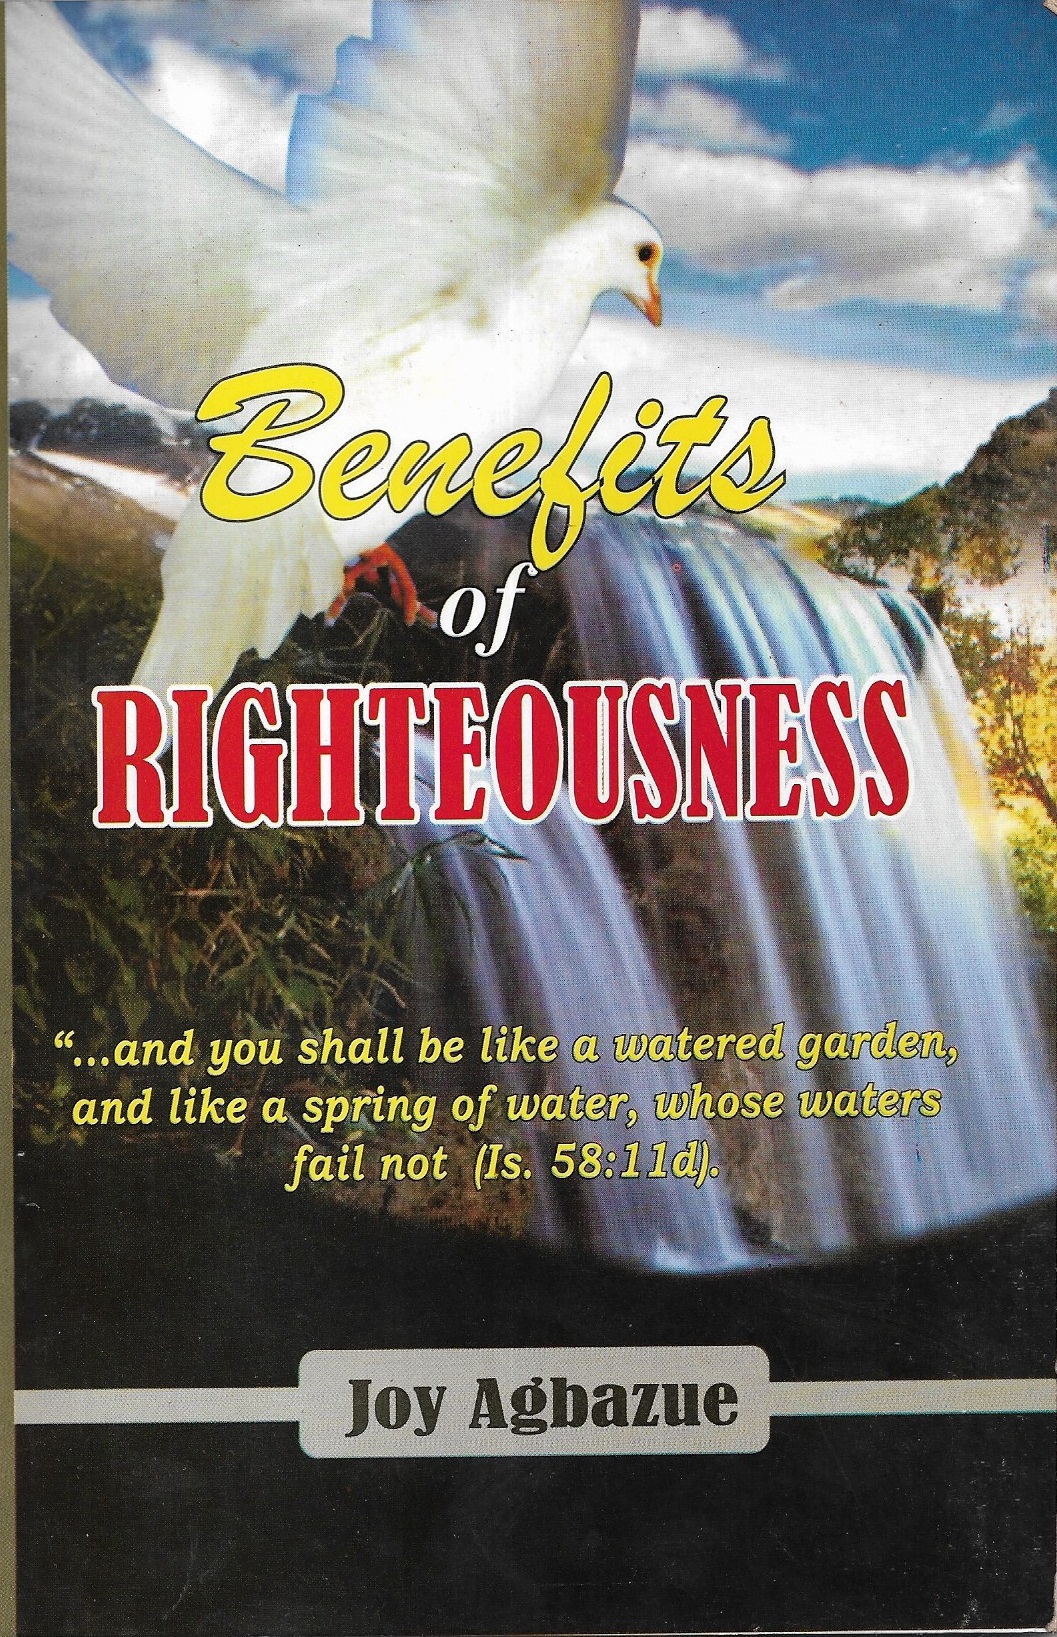 Benefits
of
RIGHTEOUSNESS
“...and you shall be like a watered garden,
and like a spring of water, whose waters
fail not (Is. 58:11d).
Joy Agbazue